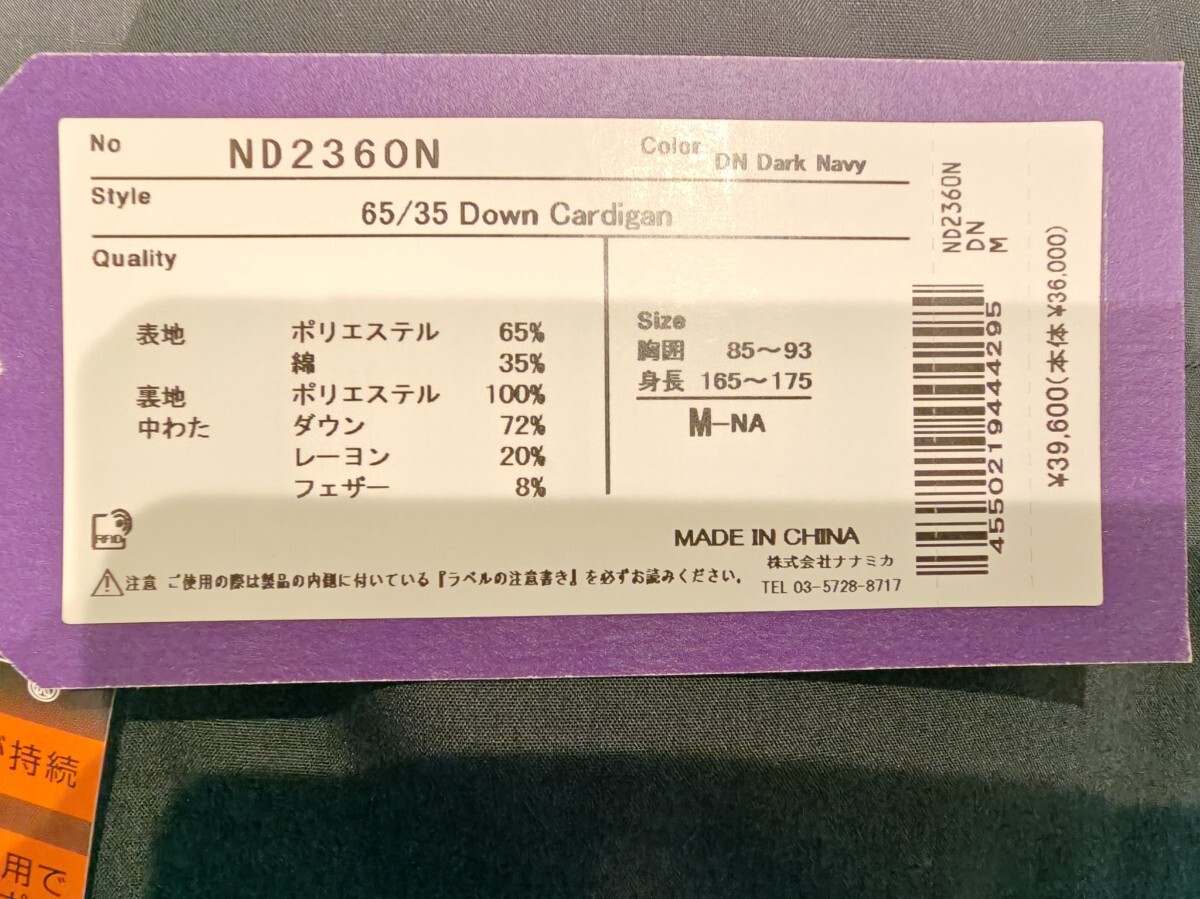 No ND2360N Color DN Dark Navy
Style 65/35 Down Cardigan
Quality
表地 ポリエステル 65%
綿 35%
裏地 ポリエステル 100%
中わた ダウン 72%
レーヨン 20%
フェザー 8%
Size
胸囲 85～93
身長 165～175
M-NA
RFID
MADE IN CHINA
株式会社ナナミカ
TEL 03-5728-8717
注意 ご使用の際は製品の内側に付いている『ラベルの注意書き』を必ずお読みください。
ND2360N
DN
M
4550219444295
¥39,600(本体 ¥36,000)
が持続
用で